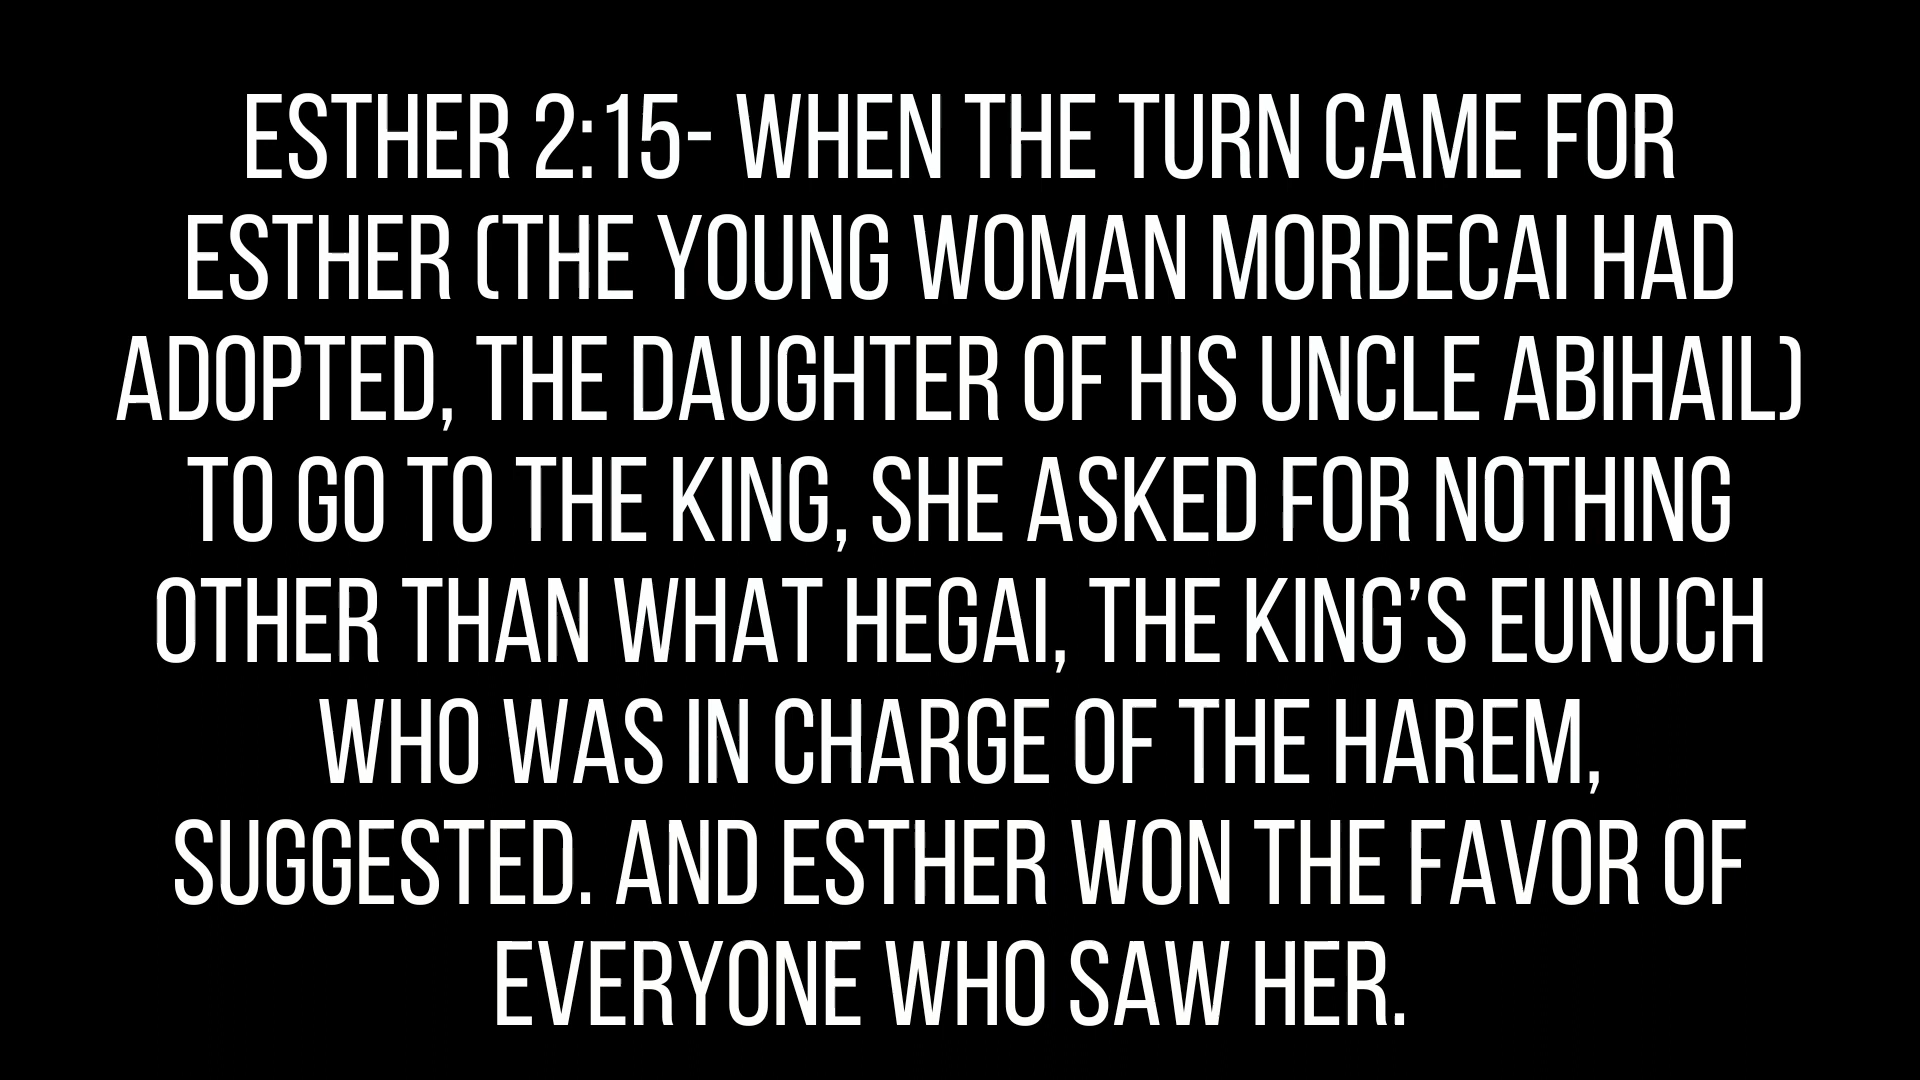 ESTHER 2:15- WHEN THE TURN CAME FOR
ESTHER (THE YOUNG WOMAN MORDECAI HAD
ADOPTED, THE DAUGHTER OF HIS UNCLE ABIHAIL)
TO GO TO THE KING, SHE ASKED FOR NOTHING
OTHER THAN WHAT HEGAI, THE KING’S EUNUCH
WHO WAS IN CHARGE OF THE HAREM,
SUGGESTED. AND ESTHER WON THE FAVOR OF
EVERYONE WHO SAW HER.